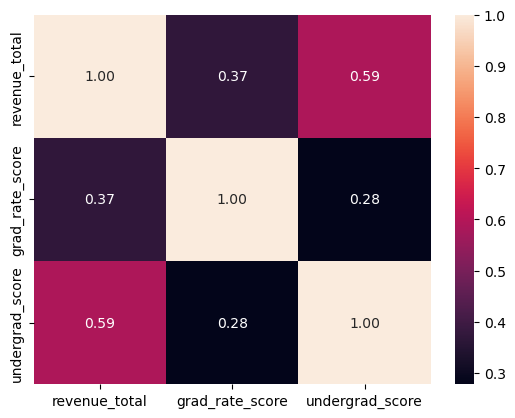 revenue_total
1.00 0.37 0.59
grad_rate_score
0.37 1.00 0.28
undergrad_score
0.59 0.28 1.00
revenue_total grad_rate_score undergrad_score
1.0
0.9
0.8
0.7
0.6
0.5
0.4
0.3